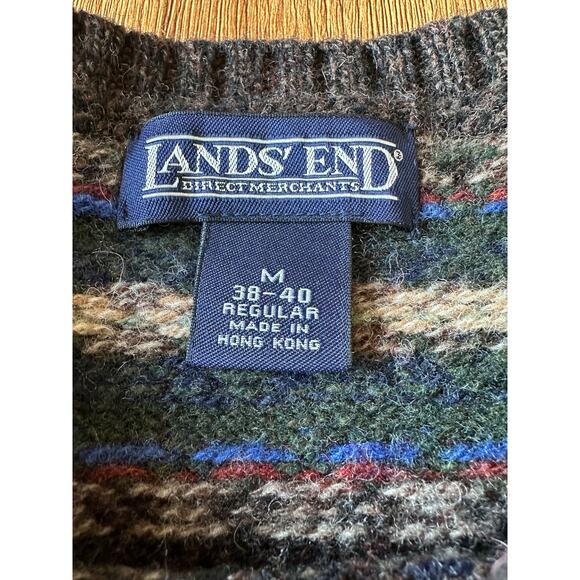 LANDS' END®
DIRECT MERCHANTS
M
38-40
REGULAR
MADE IN
HONG KONG